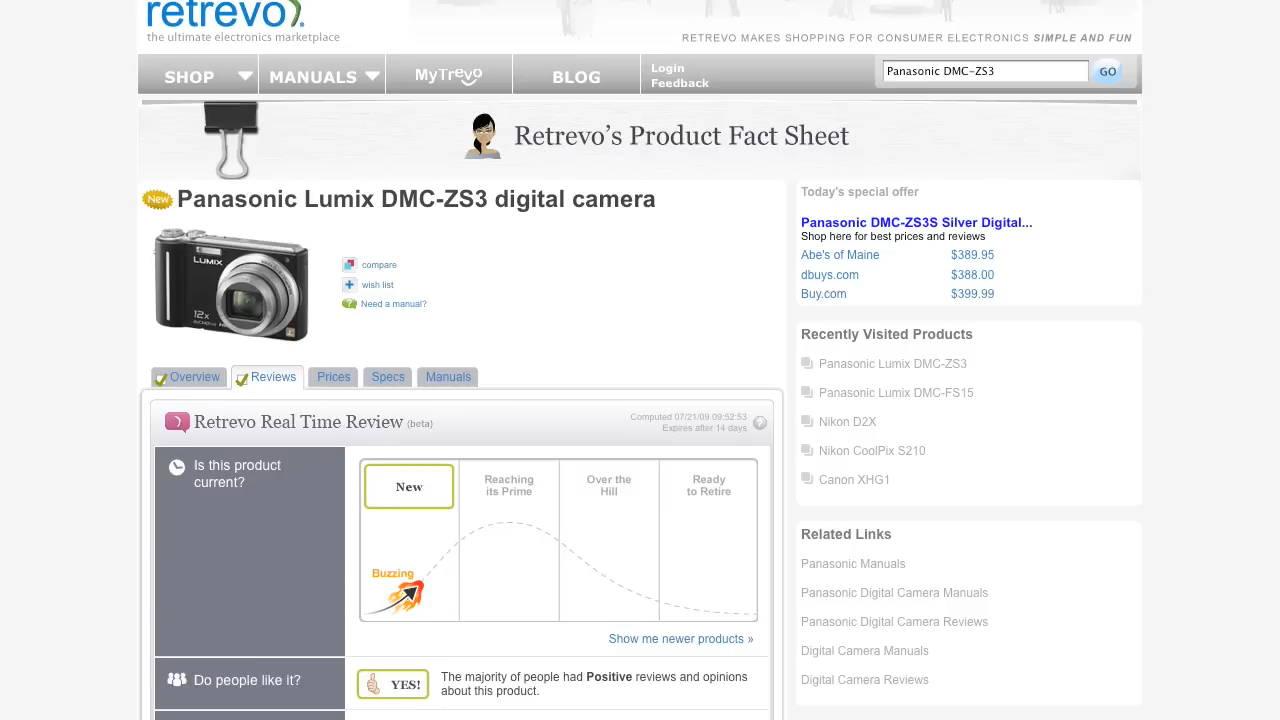 retrevo
the ultimate electronics marketplace
RETREVO MAKES SHOPPING FOR CONSUMER ELECTRONICS SIMPLE AND FUN
SHOP
MANUALS
MyTrevo
BLOG
Login
Feedback
Panasonic DMC-ZS3
GO
Retrevo's Product Fact Sheet
New
Panasonic Lumix DMC-ZS3 digital camera
LUMIX
12x
compare
wish list
Need a manual?
Today's special offer
Panasonic DMC-ZS3S Silver Digital...
Shop here for best prices and reviews
Abe's of Maine $389.95
dbuys.com $388.00
Buy.com $399.99
Overview
Reviews
Prices
Specs
Manuals
Retrevo Real Time Review (beta)
Computed 07/21/09 09:52:53
Expires after 14 days
?
Is this product
current?
New
Reaching
its Prime
Over the
Hill
Ready
to Retire
Buzzing
Show me newer products »
Do people like it?
YES!
The majority of people had Positive reviews and opinions
about this product.
Recently Visited Products
Panasonic Lumix DMC-ZS3
Panasonic Lumix DMC-FS15
Nikon D2X
Nikon CoolPix S210
Canon XHG1
Related Links
Panasonic Manuals
Panasonic Digital Camera Manuals
Panasonic Digital Camera Reviews
Digital Camera Manuals
Digital Camera Reviews